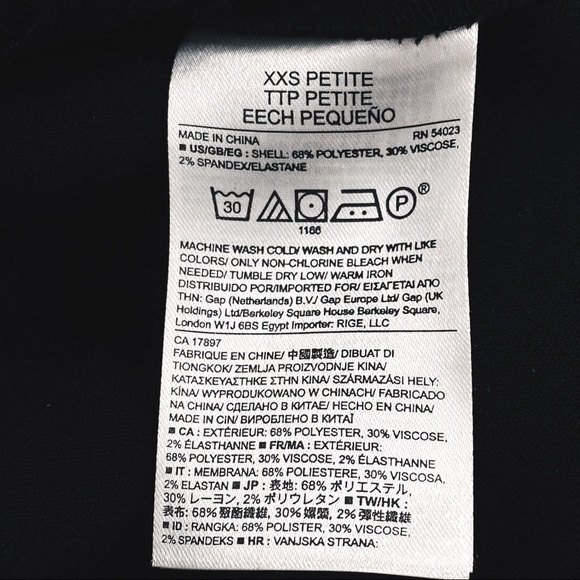 XXS PETITE
TTP PETITE
EECH PEQUEÑO
MADE IN CHINA RN 54023
■ US/GB/EG : SHELL: 68% POLYESTER, 30% VISCOSE,
2% SPANDEX/ELASTANE
30 P ®
1166
MACHINE WASH COLD/ WASH AND DRY WITH LIKE
COLORS/ ONLY NON-CHLORINE BLEACH WHEN
NEEDED/ TUMBLE DRY LOW/ WARM IRON
DISTRIBUIDO POR/IMPORTED FOR/ ΕΙΣΑΓΕΤΑΙ ΑΠΟ
ΤΗΝ: Gap (Netherlands) B.V./ Gap Europe Ltd/ Gap (UK
Holdings) Ltd/Berkeley Square House Berkeley Square,
London W1J 6BS Egypt Importer: RIGE, LLC
CA 17897
FABRIQUE EN CHINE/ 中國製造/ DIBUAT DI
TIONGKOK/ ZEMLJA PROIZVODNJE KINA/
ΚΑΤΑΣΚΕΥΑΣΤΗΚΕ ΣΤΗΝ ΚΙΝΑ/ SZÁRMAZÁSI HELY:
KÍNA/ WYPRODUKOWANO W CHINACH/ FABRICADO
NA CHINA/ СДЕЛАНО В КИТАЕ/ HECHO EN CHINA/
MADE IN CIN/ ВИРОБЛЕНО В КИТАЇ
■ CA : EXTÉRIEUR: 68% POLYESTER, 30% VISCOSE,
2% ÉLASTHANNE ■ FR/MA : EXTÉRIEUR:
68% POLYESTER, 30% VISCOSE, 2% ÉLASTHANNE
■ IT : MEMBRANA: 68% POLIESTERE, 30% VISCOSA,
2% ELASTAN ■ JP : 表地: 68% ポリエステル,
30% レーヨン, 2% ポリウレタン ■ TW/HK :
表布: 68% 聚酯纖維, 30% 嫘縈, 2% 彈性纖維
■ ID : RANGKA: 68% POLISTER, 30% VISCOSE,
2% SPANDEKS ■ HR : VANJSKA STRANA: